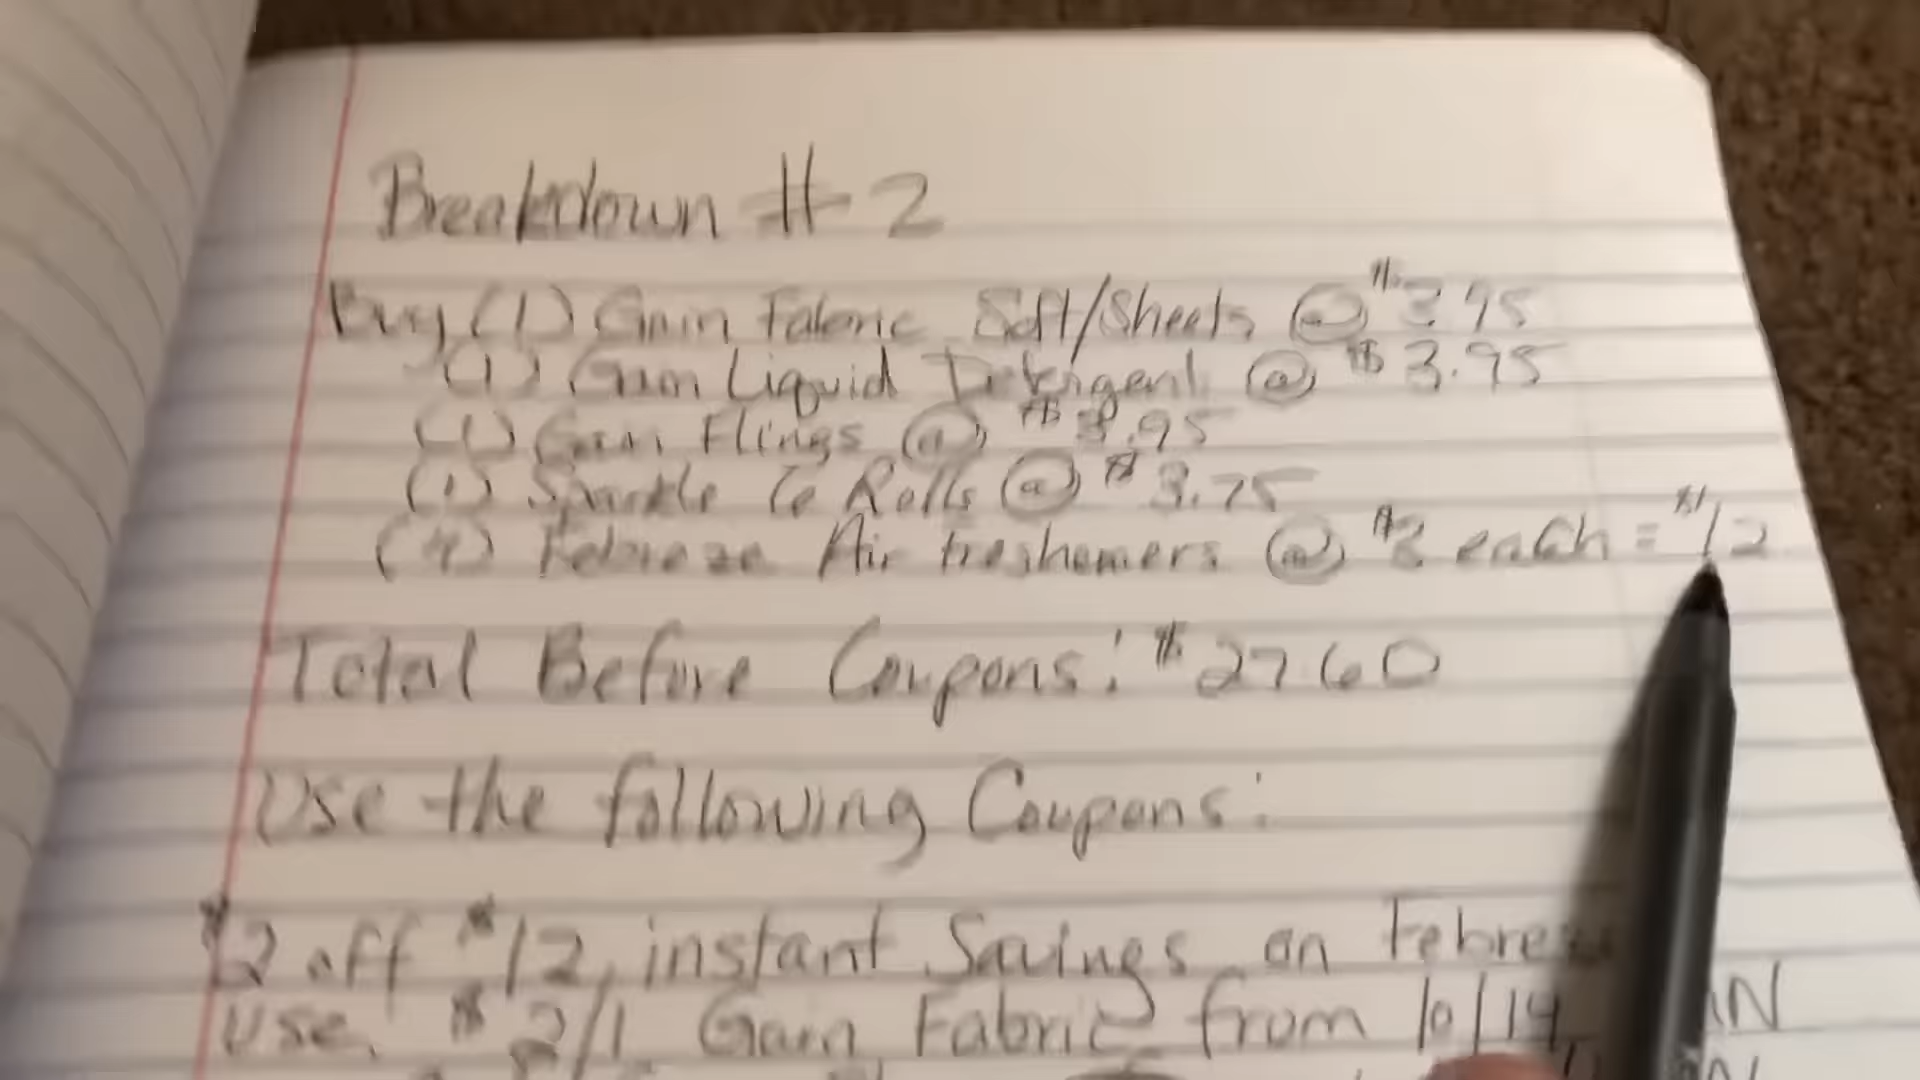 Breakdown # 2
Buy (1) Gain Fabric Soft/Sheets @ $3.95
(1) Gain Liquid Detergent @ $3.95
(1) Gain Flings @ $3.95
(1) Sparkle 6 Rolls @ $3.75
(4) Febreeze Air fresheners @ $3 each = $12
Total Before Coupons: $27.60
Use the following Coupons:
$2 off $12, instant Savings on Febre
Use $2/1 Gain Fabric from 10/14